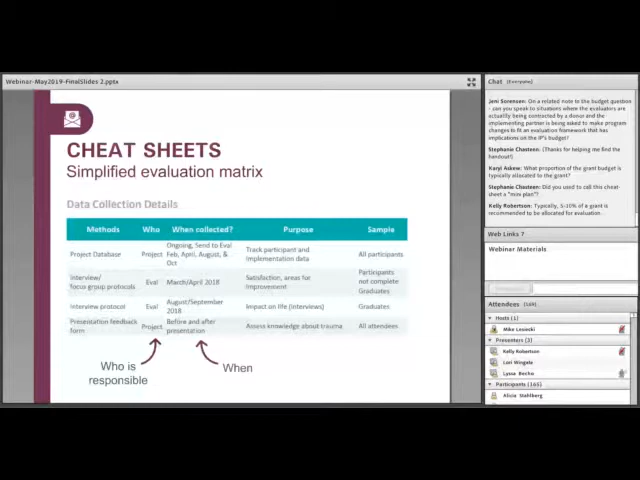 Webinar-May2019-FinalSlides 2.pptx
CHEAT SHEETS
Simplified evaluation matrix
Data Collection Details
Methods Who When collected? Purpose Sample
Project Database Project Ongoing, Send to Eval Feb, April, August, & Oct Track participant and implementation data All participants
Interview/ focus group protocols Eval March/April 2018 Satisfaction, areas for improvement Participants not complete Graduates
Interview protocol Eval August/September 2018 Impact on life (interviews) Graduates
Presentation feedback form Project Before and after presentation Assess knowledge about trauma All attendees
Who is
responsible
When
Chat (Everyone)
Jani Sorensen: On a related note to the budget question
- can you speak to situations where the evaluators are
actually being contracted by a donor and the
implementing partner is being asked to make program
changes to fit an evaluation framework that has
implications on the IP's budget?
Stephanie Chasteen: (Thanks for helping me find the
handout!)
Karyl Askew: What proportion of the grant budget is
typically allocated to the grant?
Stephanie Chasteen: Did you used to call this cheat
sheet a "mini plan"?
Kelly Robertson: Typically, 5-10% of a grant is
recommended to be allocated for evaluation.
Web Links 7
Webinar Materials
Attendees (169)
Hosts (1)
Mike Lesiecki
Presenters (3)
Kelly Robertson
Lori Wingate
Lyssa Becho
Participants (165)
Alicia Stahlberg